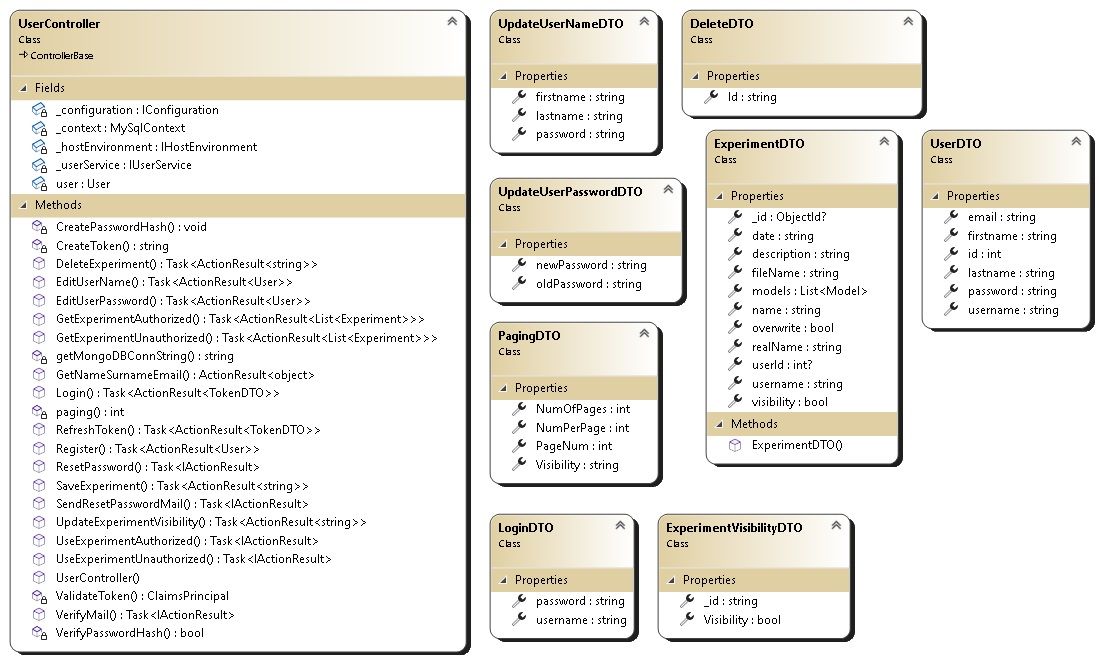 UserController
Class
ControllerBase
Fields
_configuration : IConfiguration
_context : MySqlContext
_hostEnvironment : IHostEnvironment
_userService : IUserService
user : User
Methods
CreatePasswordHash() : void
CreateToken() : string
DeleteExperiment() : Task<ActionResult<string>>
EditUserName() : Task<ActionResult<User>>
EditUserPassword() : Task<ActionResult<User>>
GetExperimentAuthorized() : Task<ActionResult<List<Experiment>>>
GetExperimentUnauthorized() : Task<ActionResult<List<Experiment>>>
getMongoDBConnString() : string
GetNameSurnameEmail() : ActionResult<object>
Login() : Task<ActionResult<TokenDTO>>
paging() : int
RefreshToken() : Task<ActionResult<TokenDTO>>
Register() : Task<ActionResult<User>>
ResetPassword() : Task<IActionResult>
SaveExperiment() : Task<ActionResult<string>>
SendResetPasswordMail() : Task<IActionResult>
UpdateExperimentVisibility() : Task<ActionResult<string>>
UseExperimentAuthorized() : Task<IActionResult>
UseExperimentUnauthorized() : Task<IActionResult>
UserController()
ValidateToken() : ClaimsPrincipal
VerifyMail() : Task<IActionResult>
VerifyPasswordHash() : bool
UpdateUserNameDTO
Class
Properties
firstname : string
lastname : string
password : string
DeleteDTO
Class
Properties
Id : string
UpdateUserPasswordDTO
Class
Properties
newPassword : string
oldPassword : string
ExperimentDTO
Class
Properties
_id : ObjectId?
date : string
description : string
fileName : string
models : List<Model>
name : string
overwrite : bool
realName : string
userId : int?
username : string
visibility : bool
Methods
ExperimentDTO()
UserDTO
Class
Properties
email : string
firstname : string
id : int
lastname : string
password : string
username : string
PagingDTO
Class
Properties
NumOfPages : int
NumPerPage : int
PageNum : int
Visibility : string
LoginDTO
Class
Properties
password : string
username : string
ExperimentVisibilityDTO
Class
Properties
_id : string
Visibility : bool